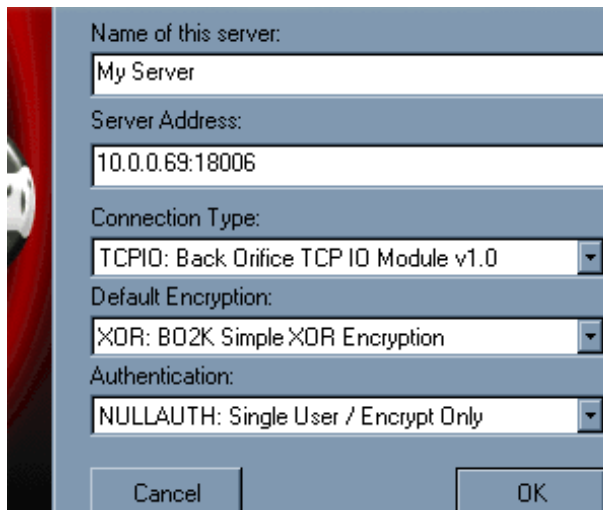 Name of this server:
My Server
Server Address:
10.0.0.69:18006
Connection Type:
TCPIO: Back Orifice TCP IO Module v1.0
Default Encryption:
XOR: BO2K Simple XOR Encryption
Authentication:
NULLAUTH: Single User / Encrypt Only
Cancel OK